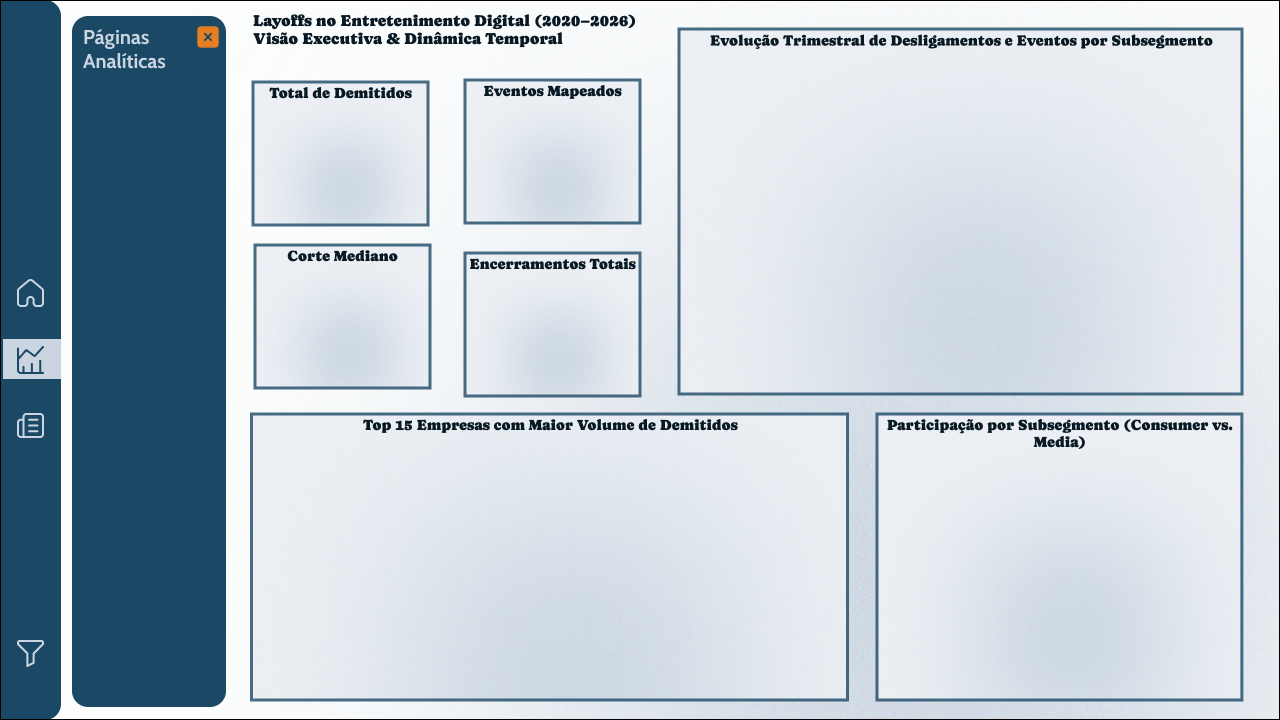 Páginas
Analíticas
Layoffs no Entretenimento Digital (2020–2026)
Visão Executiva & Dinâmica Temporal
Total de Demitidos
Eventos Mapeados
Corte Mediano
Encerramentos Totais
Evolução Trimestral de Desligamentos e Eventos por Subsegmento
Top 15 Empresas com Maior Volume de Demitidos
Participação por Subsegmento (Consumer vs.
Media)